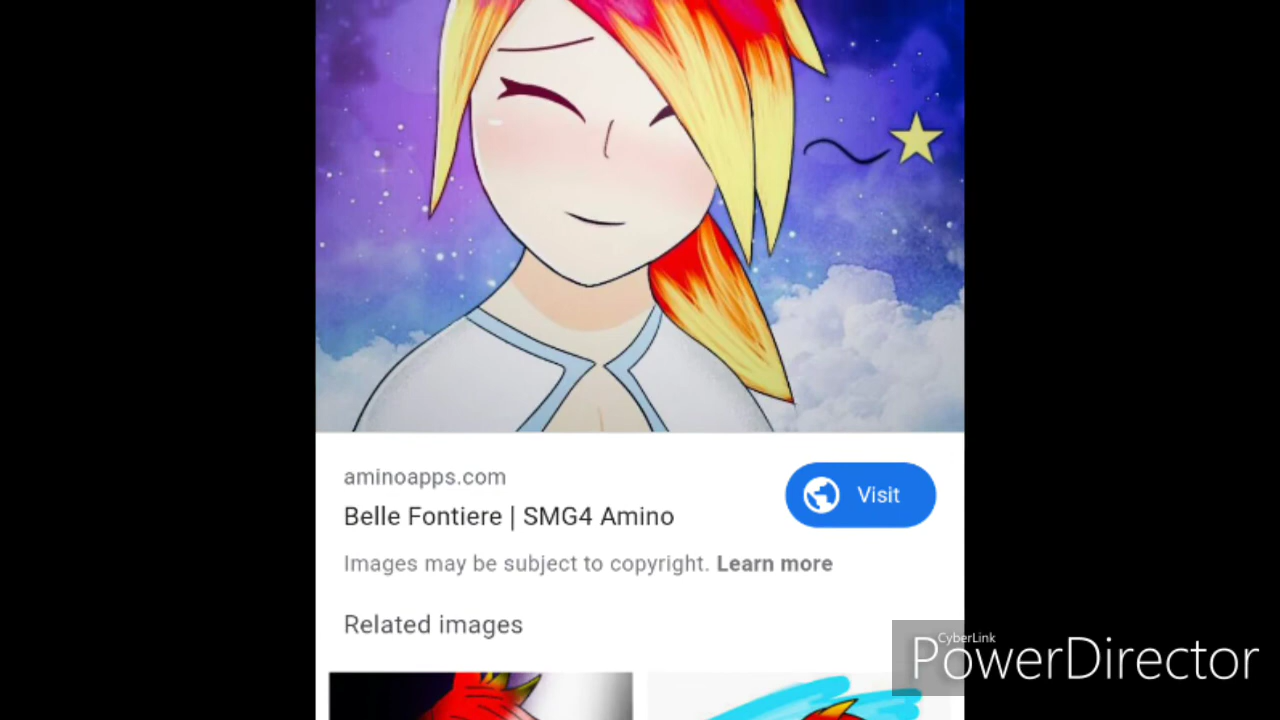 aminoapps.com
Visit
Belle Fontiere | SMG4 Amino
Images may be subject to copyright. Learn more
Related images
CyberLink
PowerDirector